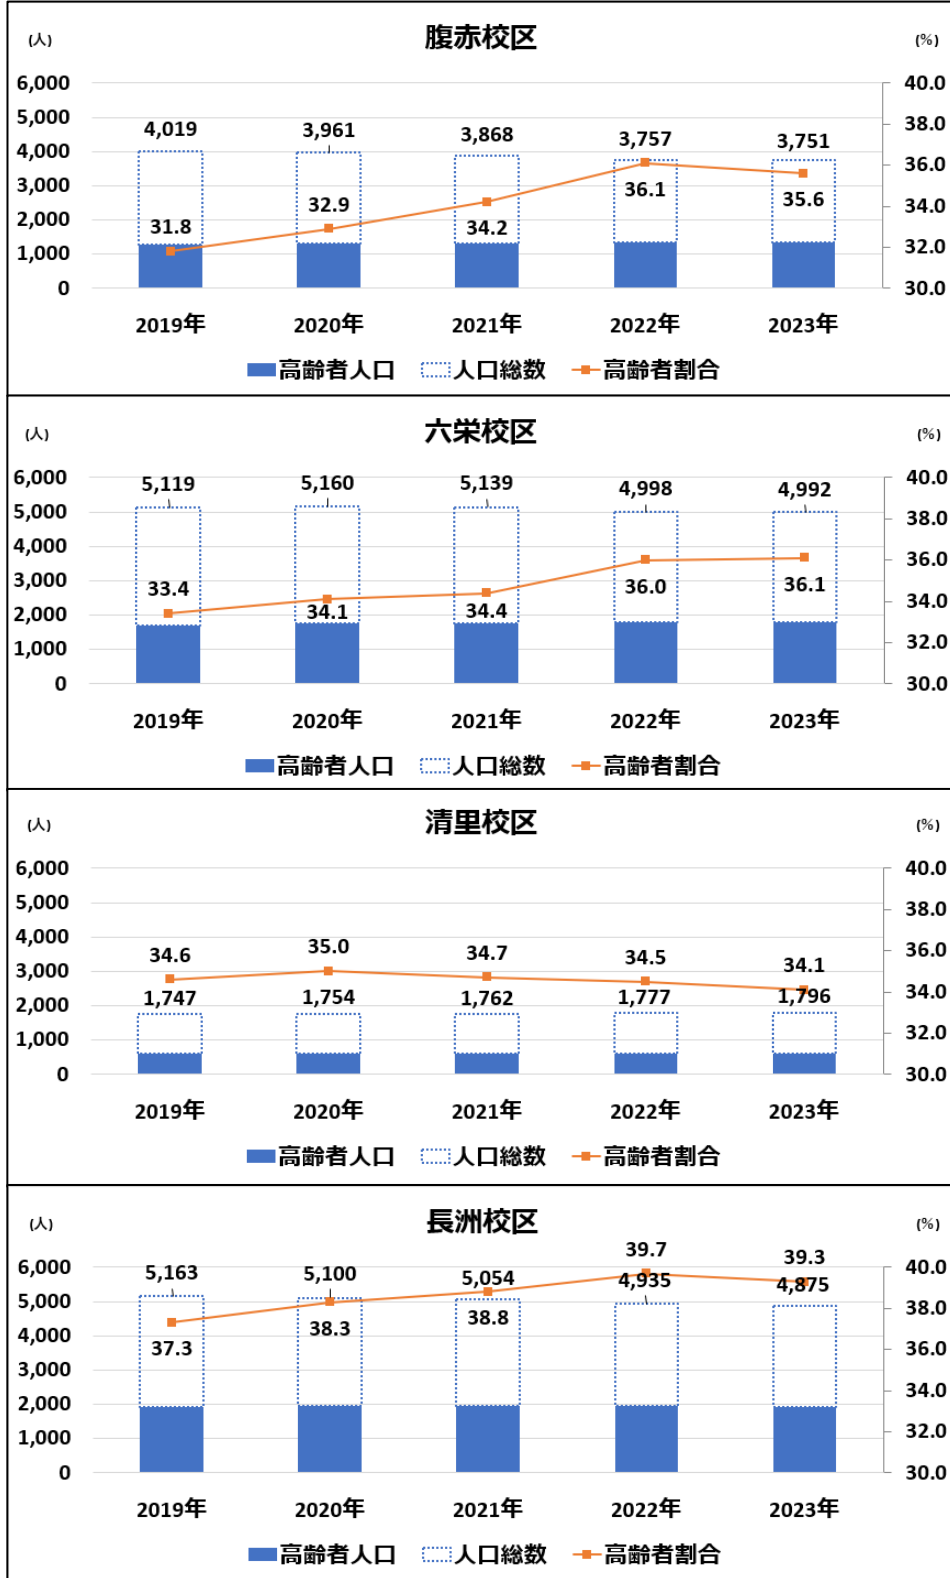 腹赤校区
(人) (%)
6,000 40.0
5,000 38.0
4,000 36.0
3,000 34.0
2,000 32.0
1,000 30.0
0
4,019 3,961 3,868 3,757 3,751
31.8 32.9 34.2 36.1 35.6
2019年 2020年 2021年 2022年 2023年
高齢者人口 人口総数 高齢者割合
六栄校区
(人) (%)
6,000 40.0
5,000 38.0
4,000 36.0
3,000 34.0
2,000 32.0
1,000 30.0
0
5,119 5,160 5,139 4,998 4,992
33.4 34.1 34.4 36.0 36.1
2019年 2020年 2021年 2022年 2023年
高齢者人口 人口総数 高齢者割合
清里校区
(人) (%)
6,000 40.0
5,000 38.0
4,000 36.0
3,000 34.0
2,000 32.0
1,000 30.0
0
34.6 35.0 34.7 34.5 34.1
1,747 1,754 1,762 1,777 1,796
2019年 2020年 2021年 2022年 2023年
高齢者人口 人口総数 高齢者割合
長洲校区
(人) (%)
6,000 40.0
5,000 38.0
4,000 36.0
3,000 34.0
2,000 32.0
1,000 30.0
0
5,163 5,100 5,054 4,935 4,875
37.3 38.3 38.8 39.7 39.3
2019年 2020年 2021年 2022年 2023年
高齢者人口 人口総数 高齢者割合